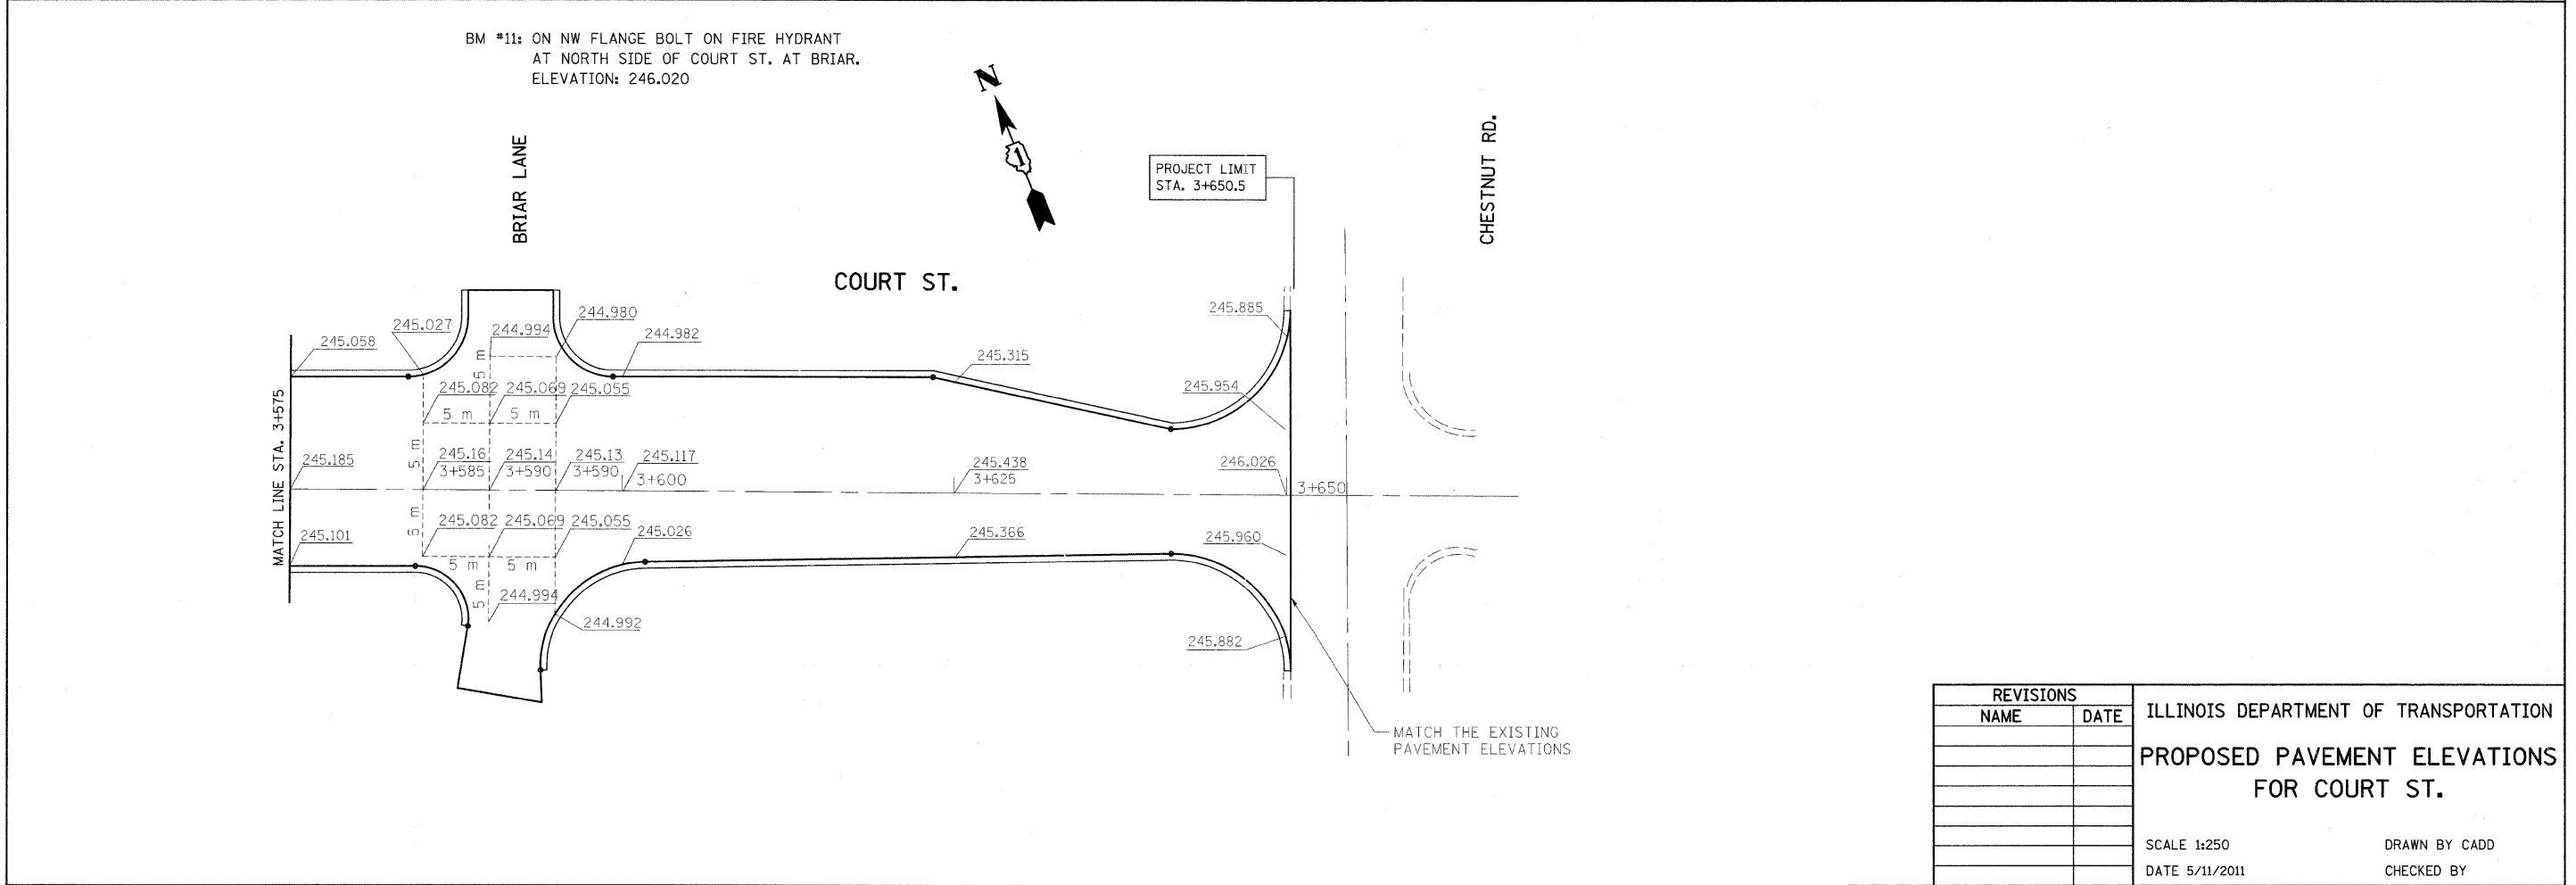 BM #11: ON NW FLANGE BOLT ON FIRE HYDRANT
AT NORTH SIDE OF COURT ST. AT BRIAR.
ELEVATION: 246.020
N
1
BRIAR LANE
COURT ST.
PROJECT LIMIT
STA. 3+650.5
CHESTNUT RD.
MATCH LINE STA. 3+575
245.058
245.027
244.994
244.980
244.982
245.315
245.885
5 m
245.082
245.069
245.055
245.954
5 m
5 m
5 m
245.185
245.16
3+585
245.14
3+590
245.13
3+590
245.117
3+600
245.438
3+625
246.026
3+650
5 m
245.101
245.082
245.069
245.055
245.026
245.366
245.960
5 m
5 m
5 m
244.994
244.992
245.882
MATCH THE EXISTING
PAVEMENT ELEVATIONS
REVISIONS
NAME
DATE
ILLINOIS DEPARTMENT OF TRANSPORTATION
PROPOSED PAVEMENT ELEVATIONS
FOR COURT ST.
SCALE 1:250
DRAWN BY CADD
DATE 5/11/2011
CHECKED BY